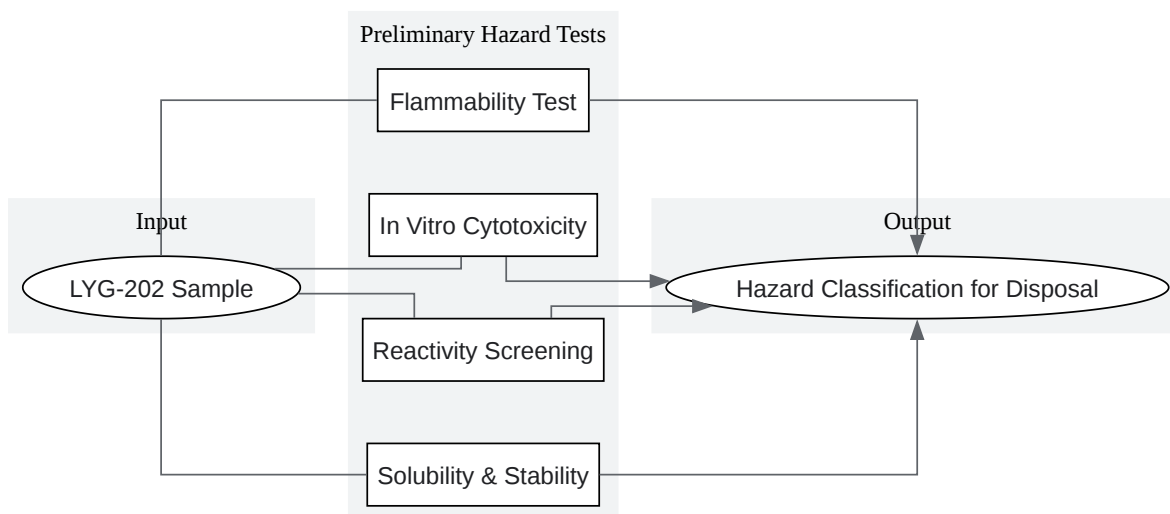 Preliminary Hazard Tests
Flammability Test
Input
In Vitro Cytotoxicity
Output
LYG-202 Sample
Hazard Classification for Disposal
Reactivity Screening
Solubility & Stability